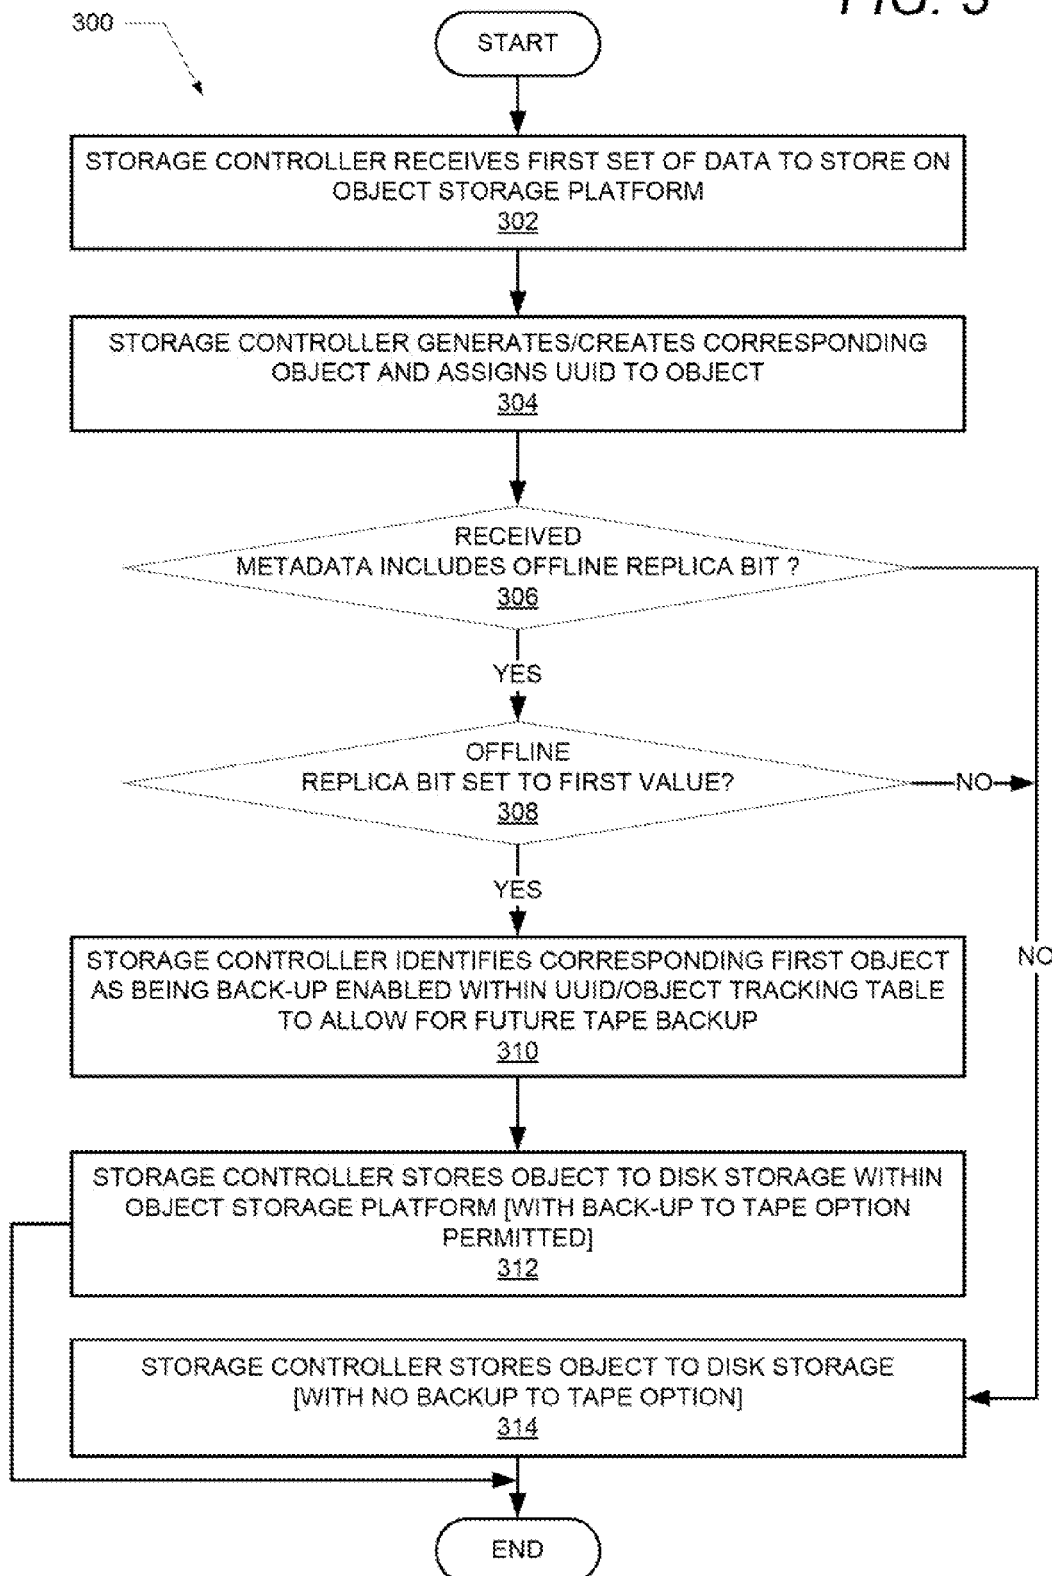 FIG. 3
300
START
STORAGE CONTROLLER RECEIVES FIRST SET OF DATA TO STORE ON
OBJECT STORAGE PLATFORM
302
STORAGE CONTROLLER GENERATES/CREATES CORRESPONDING
OBJECT AND ASSIGNS UUID TO OBJECT
304
RECEIVED
METADATA INCLUDES OFFLINE REPLICA BIT ?
306
YES
OFFLINE
REPLICA BIT SET TO FIRST VALUE?
308
NO
YES
NO
STORAGE CONTROLLER IDENTIFIES CORRESPONDING FIRST OBJECT
AS BEING BACK-UP ENABLED WITHIN UUID/OBJECT TRACKING TABLE
TO ALLOW FOR FUTURE TAPE BACKUP
310
STORAGE CONTROLLER STORES OBJECT TO DISK STORAGE WITHIN
OBJECT STORAGE PLATFORM [WITH BACK-UP TO TAPE OPTION
PERMITTED]
312
STORAGE CONTROLLER STORES OBJECT TO DISK STORAGE
[WITH NO BACKUP TO TAPE OPTION]
314
END